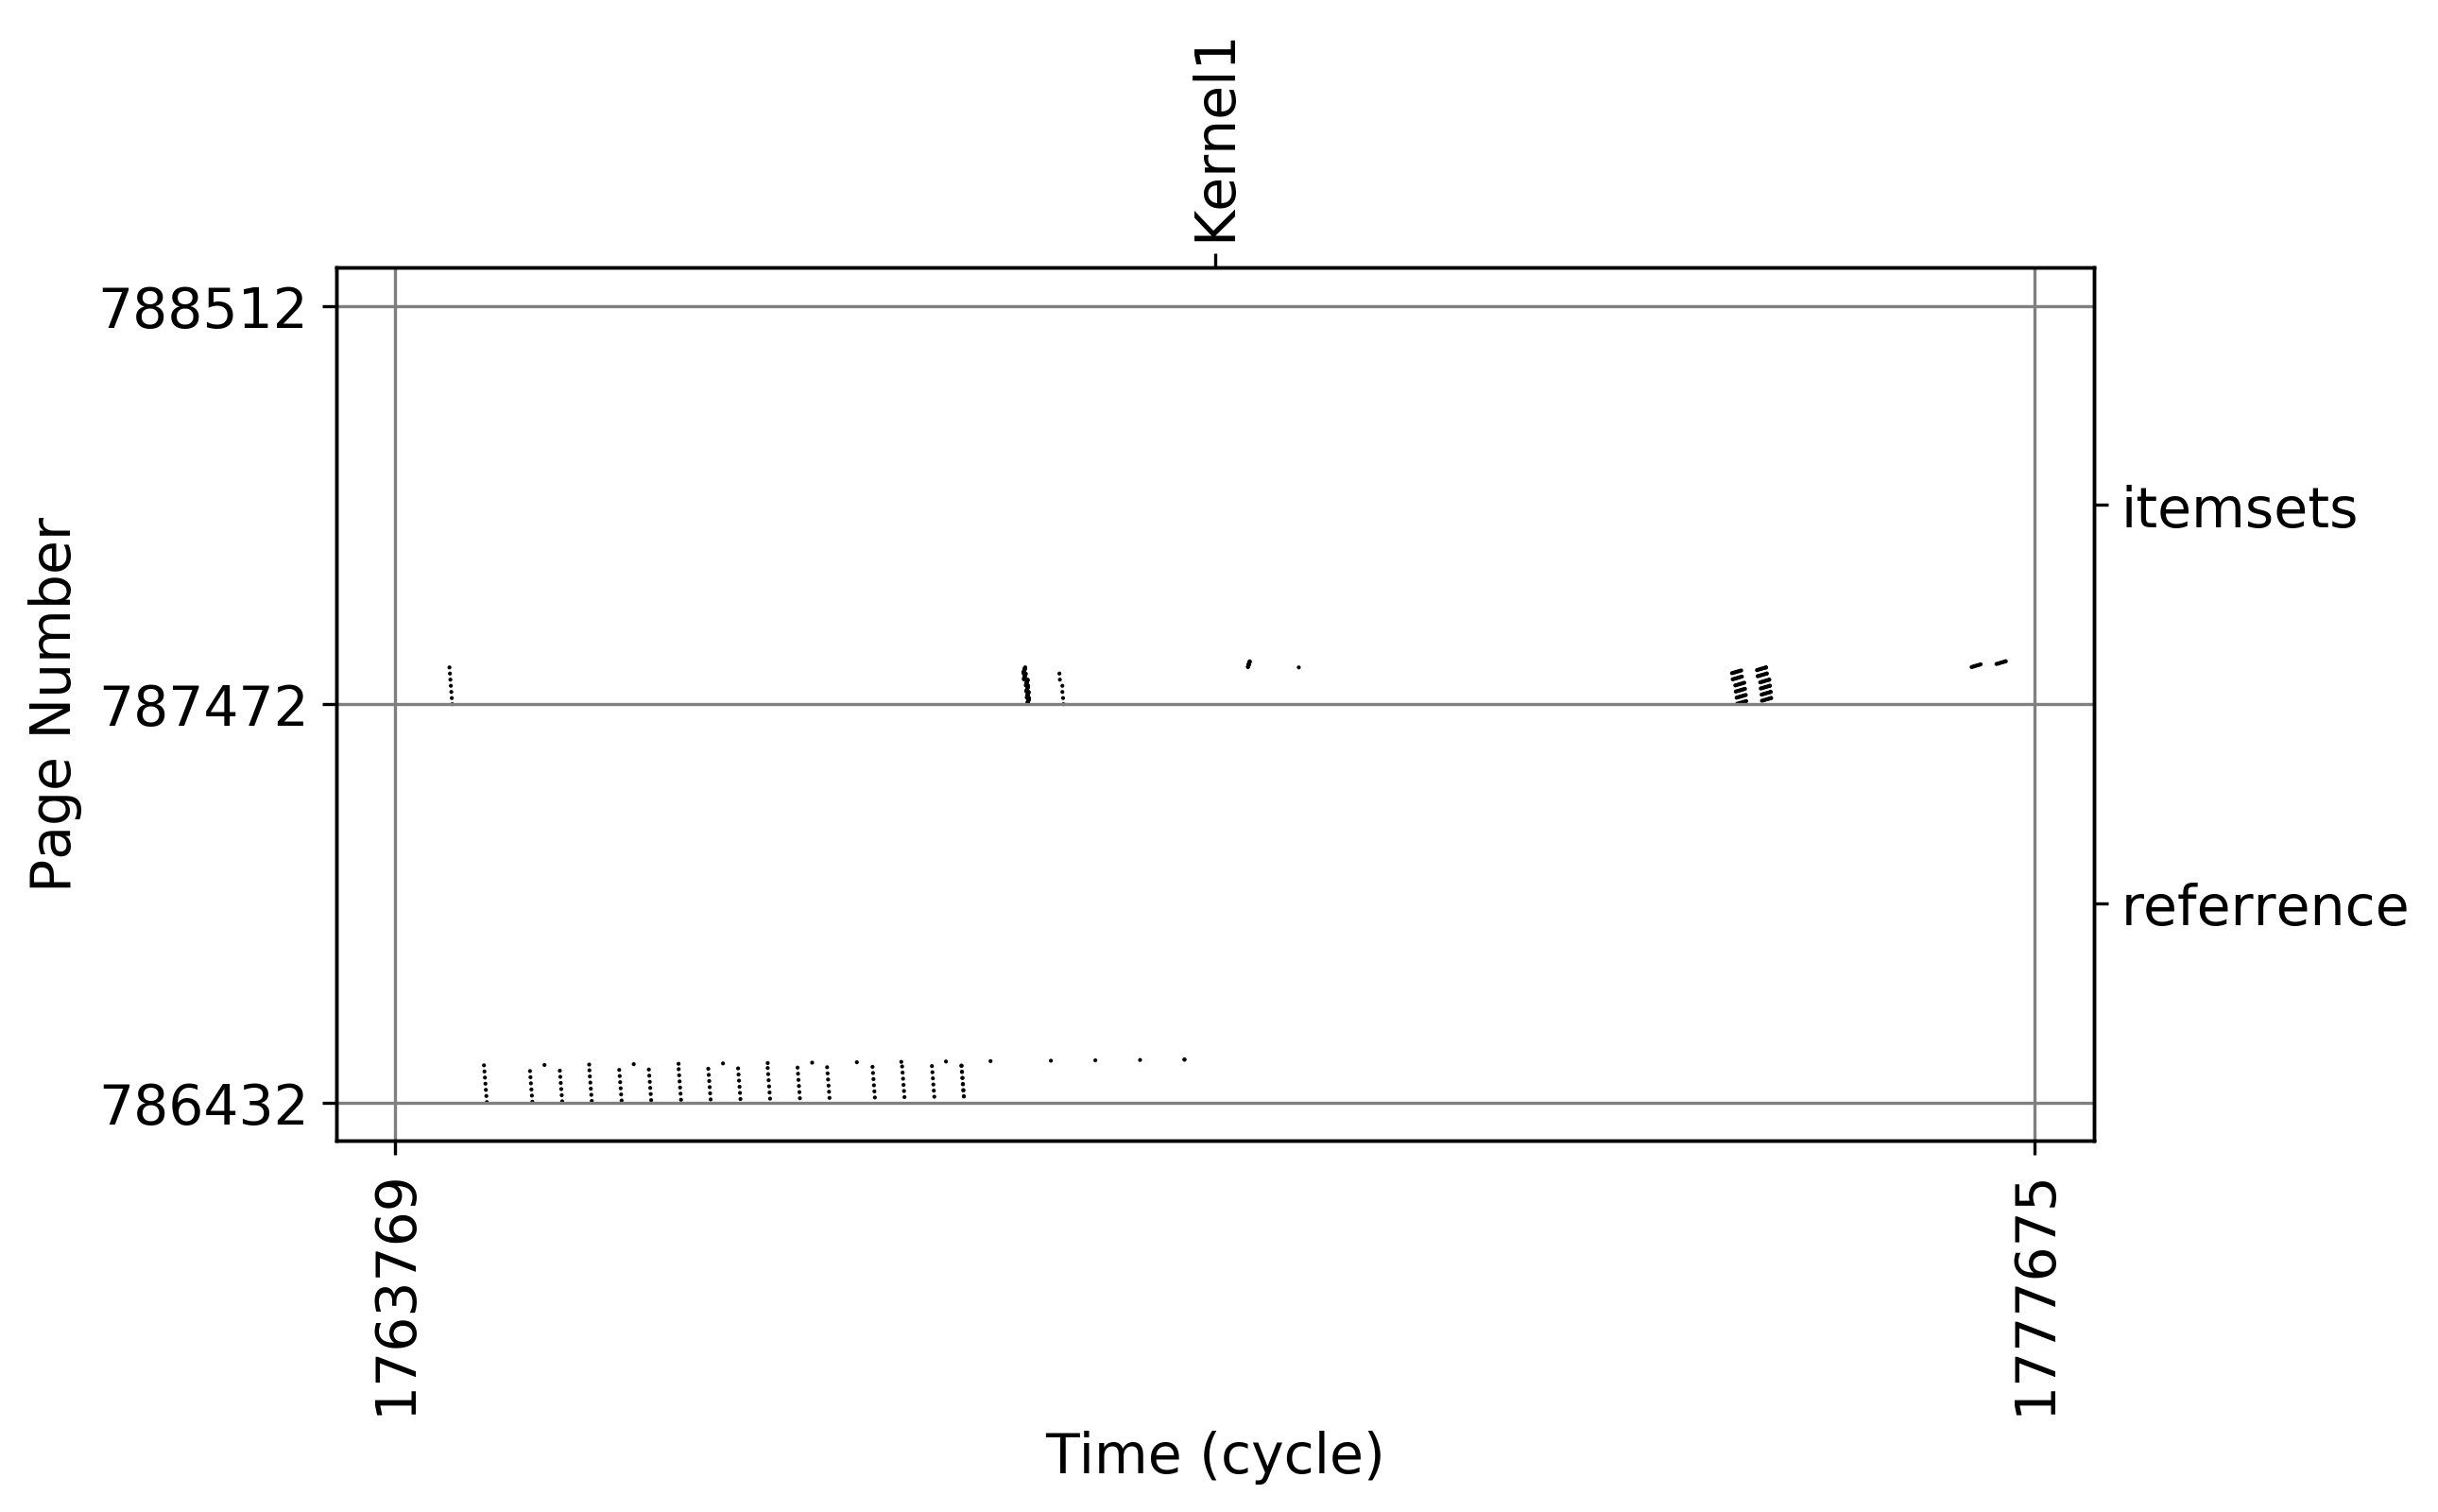 Kernel1
788512
itemsets
787472
Page Number
referrence
786432
1763769
1777675
Time (cycle)